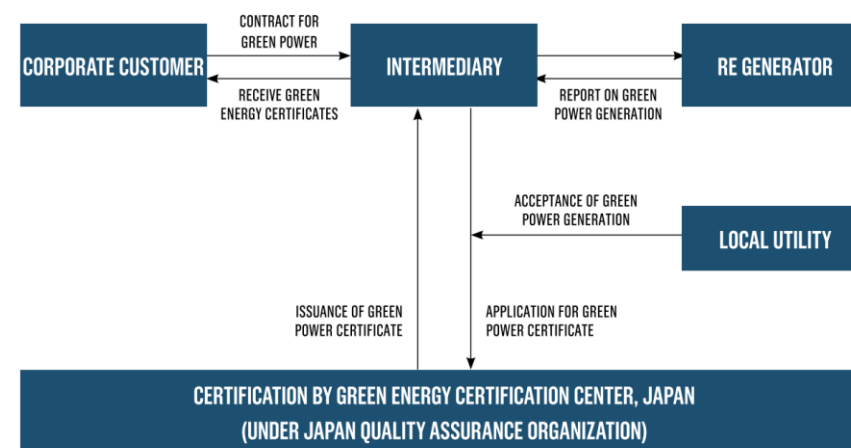 CONTRACT FOR
GREEN POWER
CORPORATE CUSTOMER
INTERMEDIARY
RE GENERATOR
RECEIVE GREEN
ENERGY CERTIFICATES
REPORT ON GREEN
POWER GENERATION
ACCEPTANCE OF GREEN
POWER GENERATION
LOCAL UTILITY
ISSUANCE OF GREEN
POWER CERTIFICATE
APPLICATION FOR GREEN
POWER CERTIFICATE
CERTIFICATION BY GREEN ENERGY CERTIFICATION CENTER, JAPAN
(UNDER JAPAN QUALITY ASSURANCE ORGANIZATION)